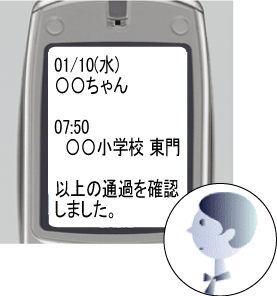 01/10(水)
〇〇ちゃん
07:50
〇〇小学校 東門
以上の通過を確認
しました。